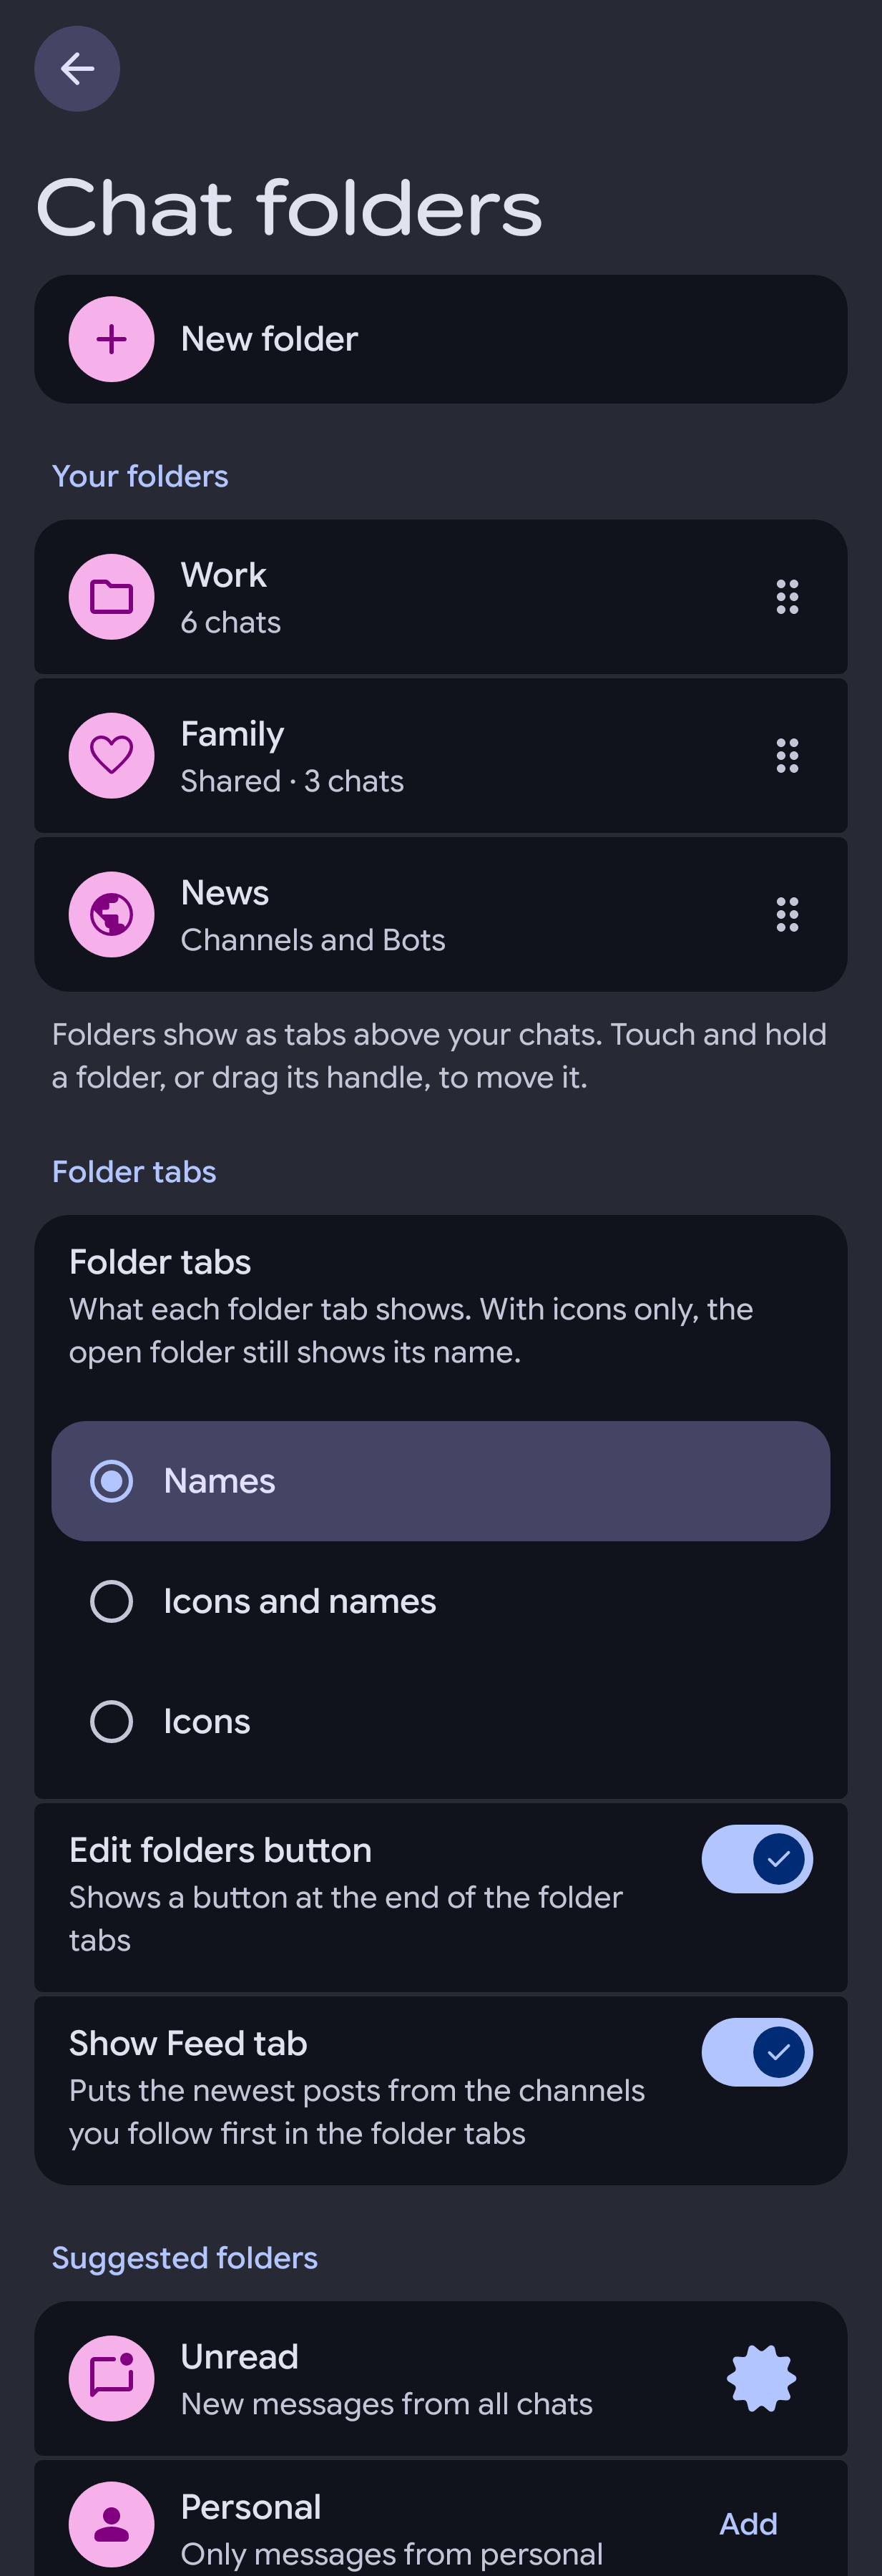 Chat folders
New folder
Your folders
Work
6 chats
Family
Shared · 3 chats
News
Channels and Bots
Folders show as tabs above your chats. Touch and hold
a folder, or drag its handle, to move it.
Folder tabs
Folder tabs
What each folder tab shows. With icons only, the
open folder still shows its name.
Names
Icons and names
Icons
Edit folders button
Shows a button at the end of the folder
tabs
Show Feed tab
Puts the newest posts from the channels
you follow first in the folder tabs
Suggested folders
Unread
New messages from all chats
Personal
Add
Only messages from personal